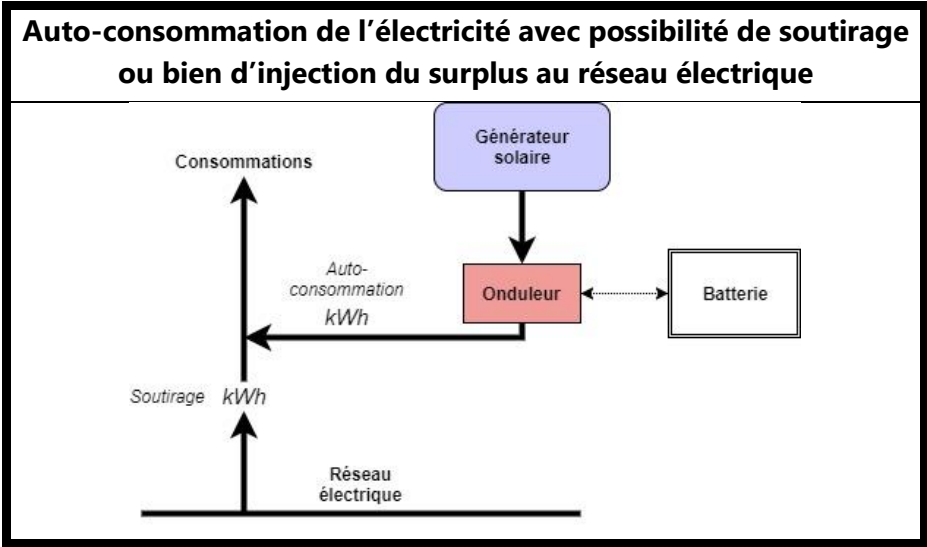 Auto-consommation de l’électricité avec possibilité de soutirage
ou bien d’injection du surplus au réseau électrique
Générateur
solaire
Consommations
Auto-
consommation
kWh
Onduleur
Batterie
Soutirage kWh
Réseau
électrique